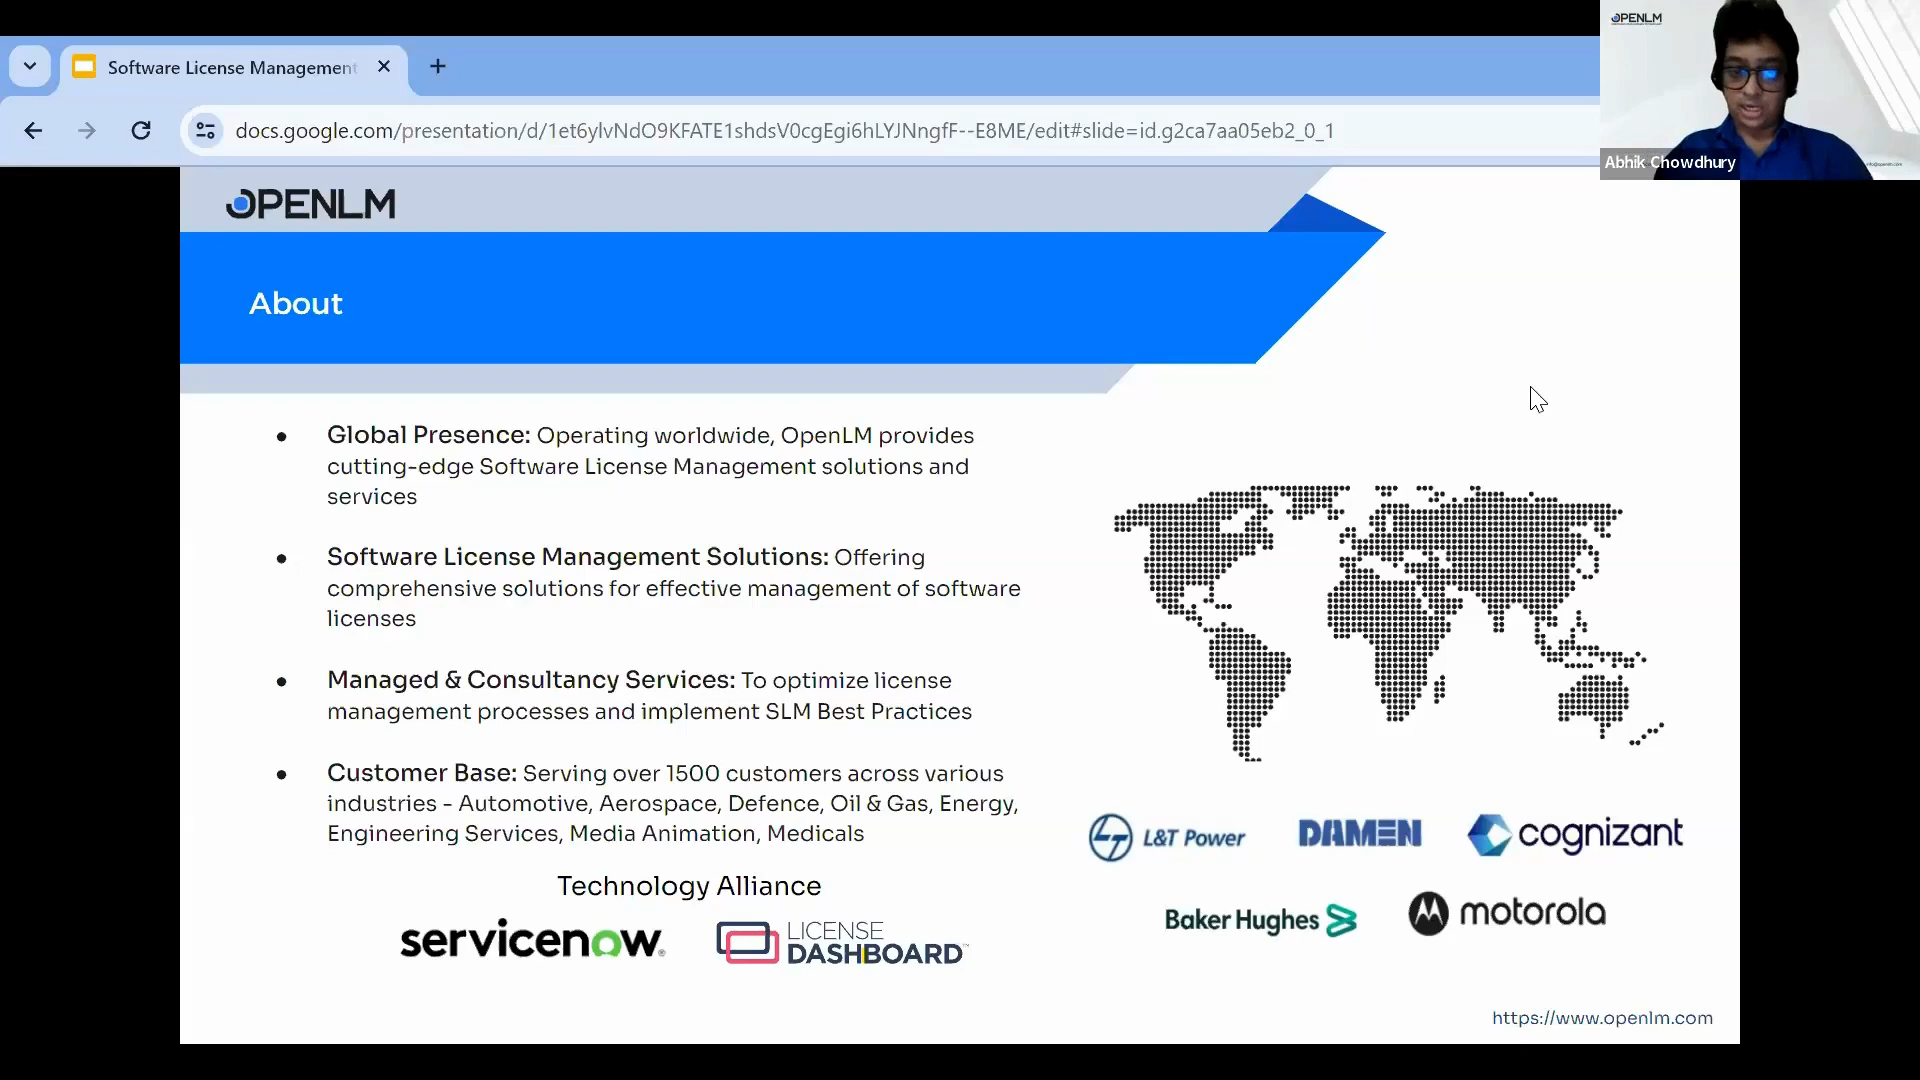 OPENLM
Software License Management
docs.google.com/presentation/d/1et6ylvNdO9KFATE1shdsV0cgEgi6hLYJNngfF--E8ME/edit#slide=id.g2ca7aa05eb2_0_1
Abhik Chowdhury
OPENLM
About
• Global Presence: Operating worldwide, OpenLM provides
cutting-edge Software License Management solutions and
services
• Software License Management Solutions: Offering
comprehensive solutions for effective management of software
licenses
• Managed & Consultancy Services: To optimize license
management processes and implement SLM Best Practices
• Customer Base: Serving over 1500 customers across various
industries - Automotive, Aerospace, Defence, Oil & Gas, Energy,
Engineering Services, Media Animation, Medicals
Technology Alliance
servicenow®
LICENSE
DASHBOARD™
L&T Power
DAMEN
cognizant
Baker Hughes
motorola
https://www.openlm.com